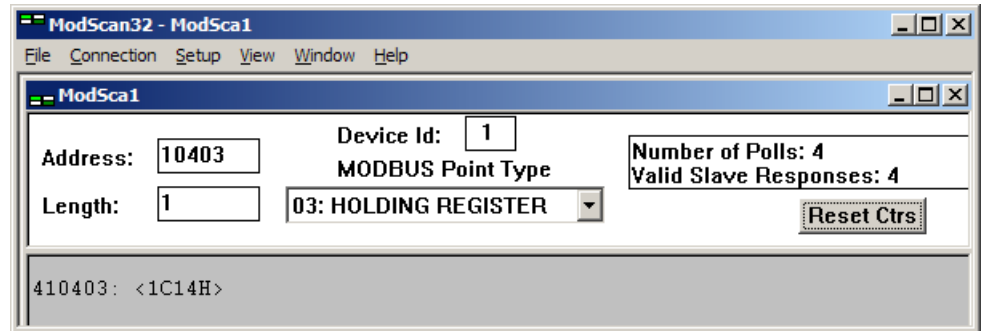 ModScan32 - ModSca1
File Connection Setup View Window Help
ModSca1
Device Id: 1
Address: 10403
MODBUS Point Type
Number of Polls: 4
Valid Slave Responses: 4
Length: 1
03: HOLDING REGISTER
Reset Ctrs
410403: <1C14H>